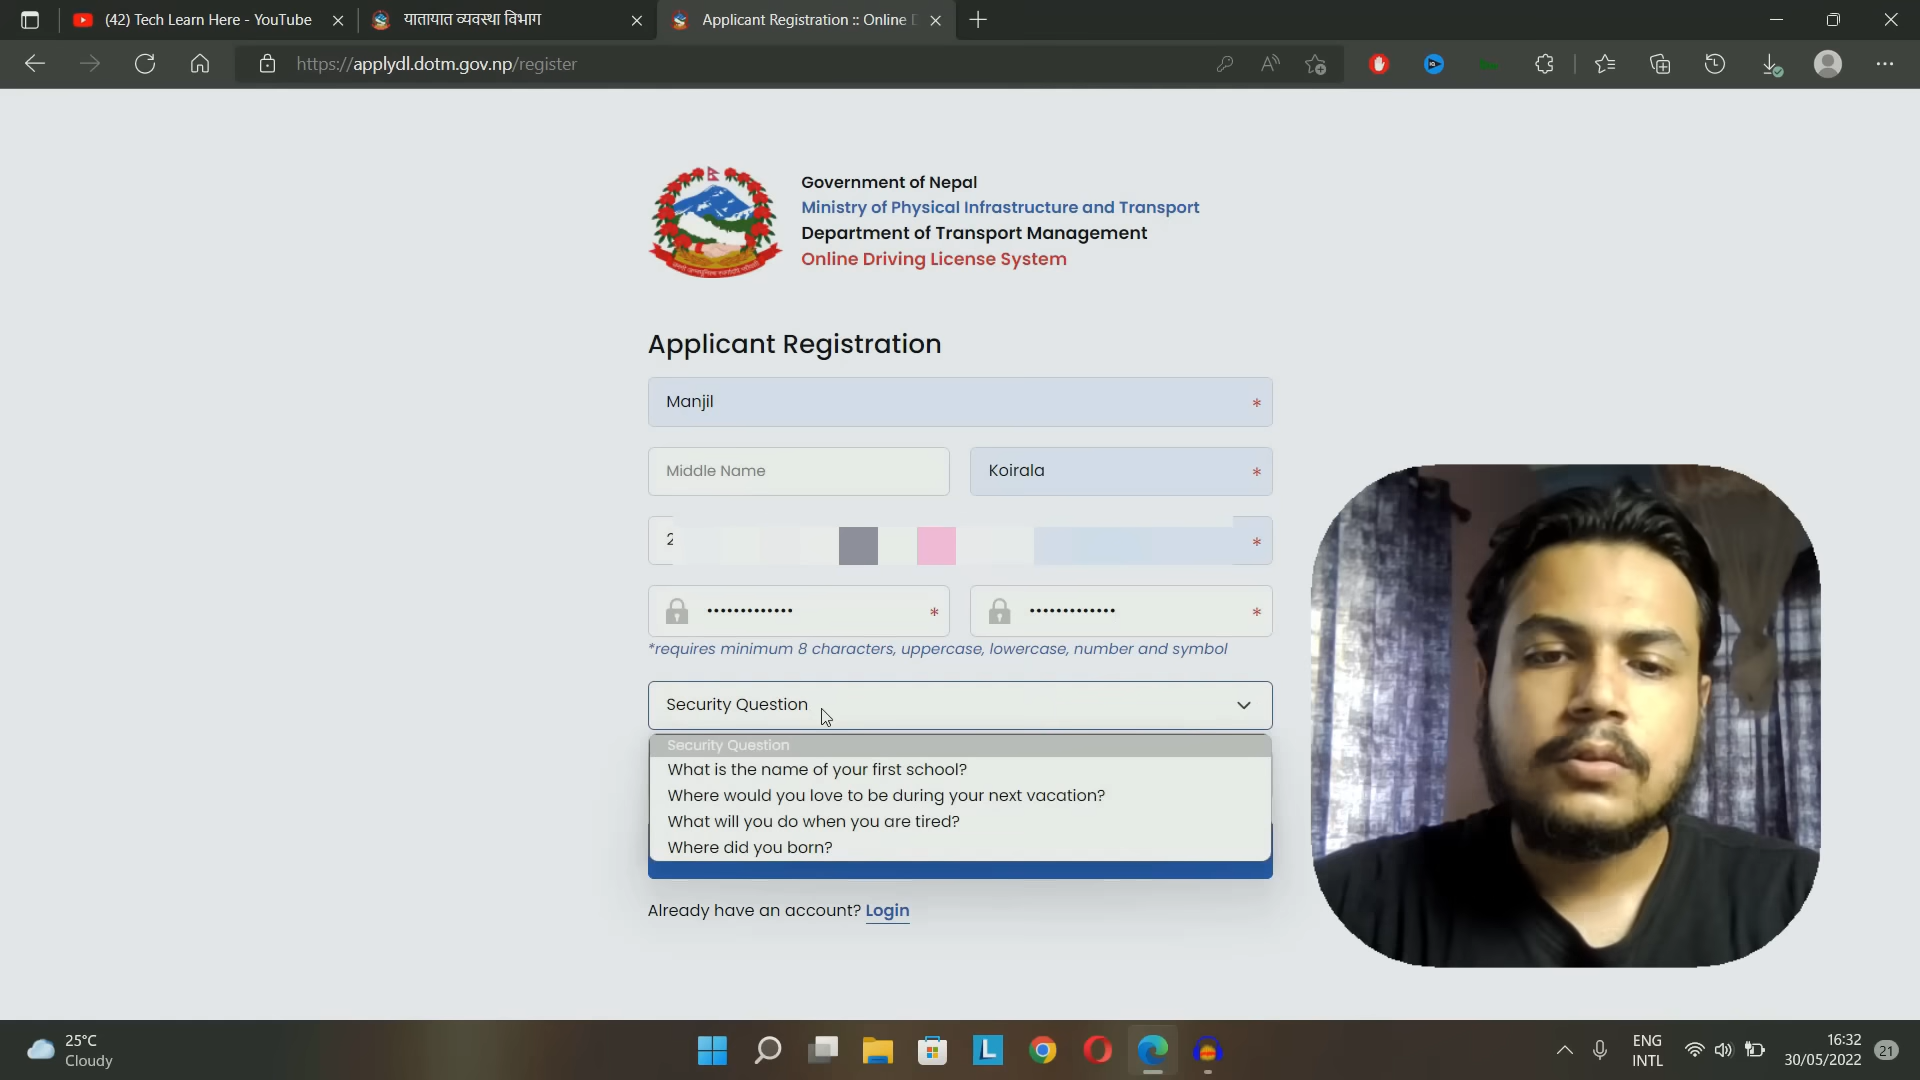 (42) Tech Learn Here - YouTube
यातायात व्यवस्था विभाग
Applicant Registration :: Online
https://applydl.dotm.gov.np/register
Government of Nepal
Ministry of Physical Infrastructure and Transport
Department of Transport Management
Online Driving License System
Applicant Registration
Manjil *
Middle Name
Koirala *
2 *
*
*
*requires minimum 8 characters, uppercase, lowercase, number and symbol
Security Question
Security Question
What is the name of your first school?
Where would you love to be during your next vacation?
What will you do when you are tired?
Where did you born?
Already have an account? Login
25°C
Cloudy
ENG
INTL
16:32
30/05/2022
21